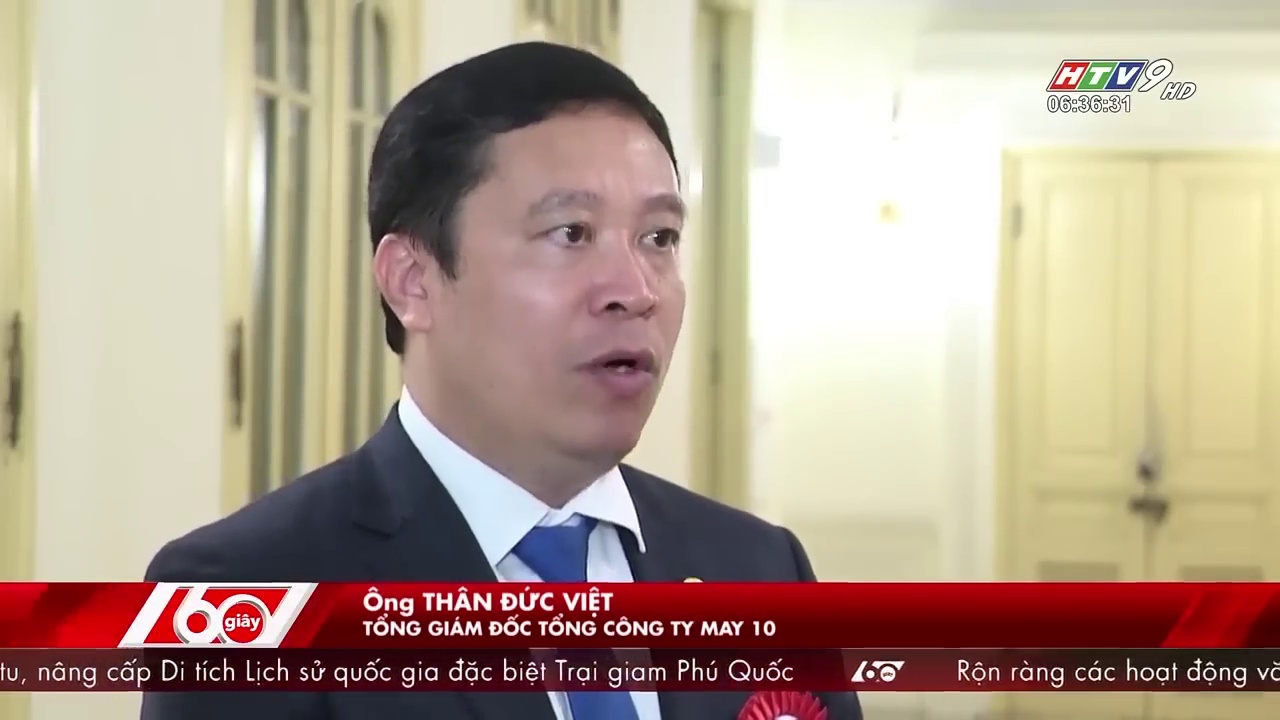 HTV9 HD
06:36:31
60 giây
Ông THÂN ĐỨC VIỆT
TỔNG GIÁM ĐỐC TỔNG CÔNG TY MAY 10
tu, nâng cấp Di tích Lịch sử quốc gia đặc biệt Trại giam Phú Quốc 60 giây Rộn ràng các hoạt động và